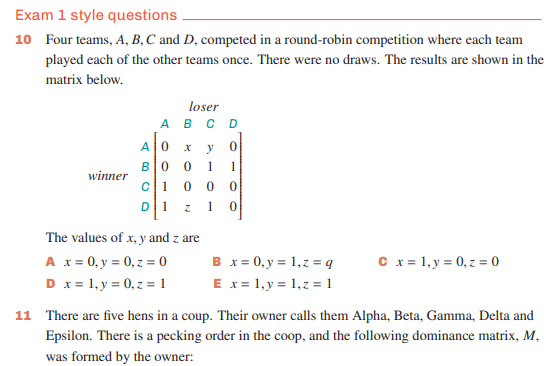 Exam 1 style questions
10 Four teams, A, B, C and D, competed in a round-robin competition where each team
played each of the other teams once. There were no draws. The results are shown in the
matrix below.
loser
A B C D
A 0 x y 0
B 0 0 1 1
winner
C 1 0 0 0
D 1 z 1 0
The values of x, y and z are
A x = 0, y = 0, z = 0 B x = 0, y = 1, z = q C x = 1, y = 0, z = 0
D x = 1, y = 0, z = 1 E x = 1, y = 1, z = 1
11 There are five hens in a coup. Their owner calls them Alpha, Beta, Gamma, Delta and
Epsilon. There is a pecking order in the coop, and the following dominance matrix, M,
was formed by the owner: